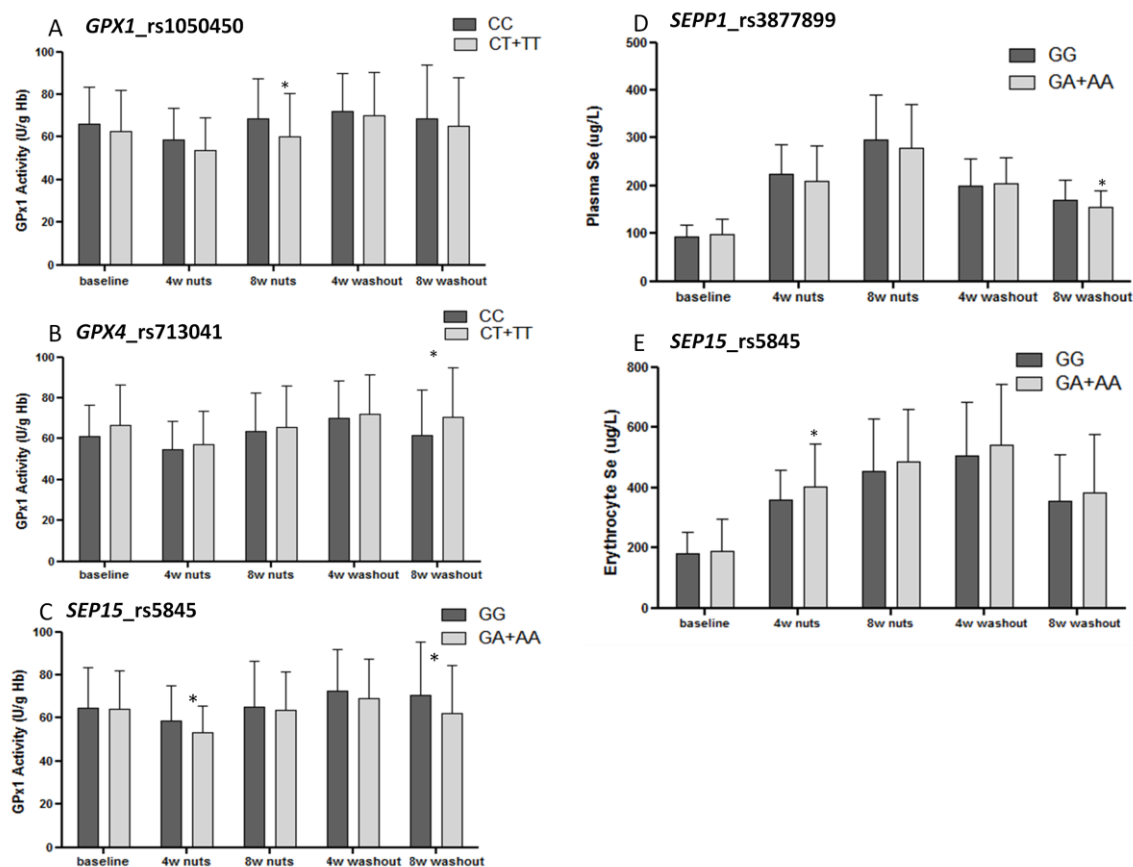 A GPX1_rs1050450
CC
CT+TT
GPx1 Activity (U/g Hb)
100
80
60
40
20
0
*
baseline 4w nuts 8w nuts 4w washout 8w washout
B GPX4_rs713041
CC
CT+TT
GPx1 Activity (U/g Hb)
100
80
60
40
20
0
*
baseline 4w nuts 8w nuts 4w washout 8w washout
C SEP15_rs5845
GG
GA+AA
GPx1 Activity (U/g Hb)
100
80
60
40
20
0
* *
baseline 4w nuts 8w nuts 4w washout 8w washout
D SEPP1_rs3877899
GG
GA+AA
Plasma Se (ug/L)
500
400
300
200
100
0
*
baseline 4w nuts 8w nuts 4w washout 8w washout
E SEP15_rs5845
GG
GA+AA
Erythrocyte Se (ug/L)
800
600
400
200
0
*
baseline 4w nuts 8w nuts 4w washout 8w washout